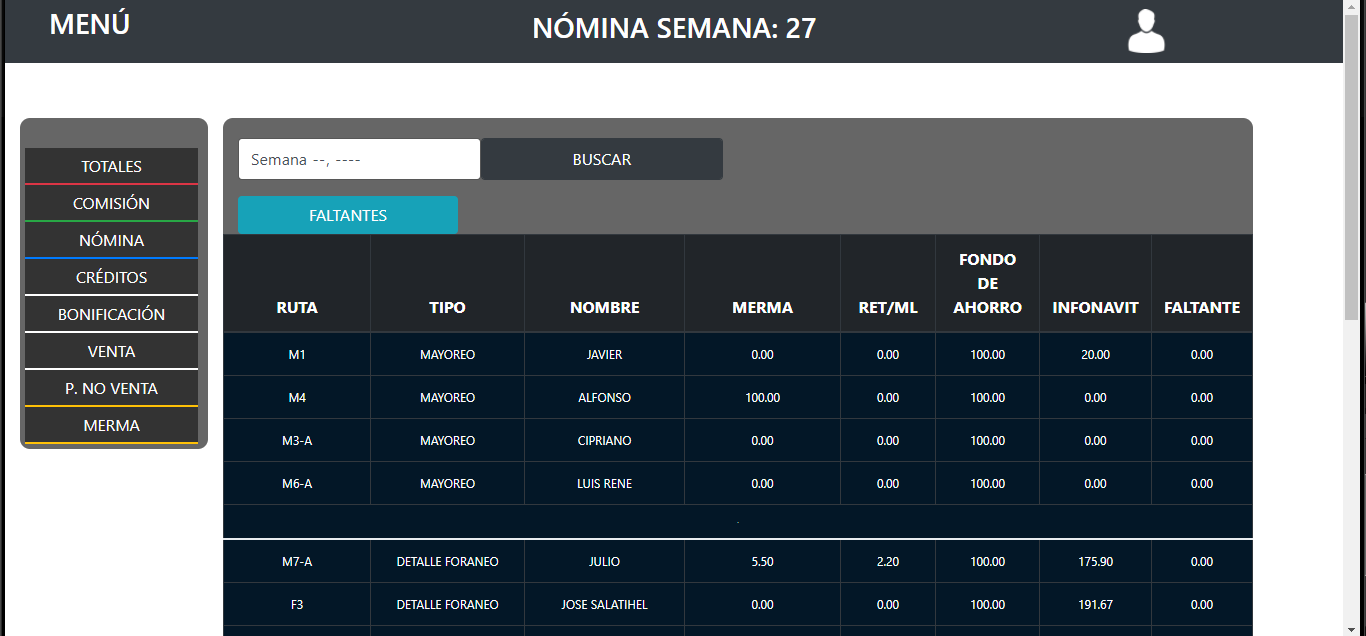 MENÚ
NÓMINA SEMANA: 27
TOTALES
COMISIÓN
NÓMINA
CRÉDITOS
BONIFICACIÓN
VENTA
P. NO VENTA
MERMA
Semana --, ----
BUSCAR
FALTANTES
RUTA TIPO NOMBRE MERMA RET/ML FONDO DE AHORRO INFONAVIT FALTANTE
M1 MAYOREO JAVIER 0.00 0.00 100.00 20.00 0.00
M4 MAYOREO ALFONSO 100.00 0.00 100.00 0.00 0.00
M3-A MAYOREO CIPRIANO 0.00 0.00 100.00 0.00 0.00
M6-A MAYOREO LUIS RENE 0.00 0.00 100.00 0.00 0.00
.
M7-A DETALLE FORANEO JULIO 5.50 2.20 100.00 175.90 0.00
F3 DETALLE FORANEO JOSE SALATIHEL 0.00 0.00 100.00 191.67 0.00